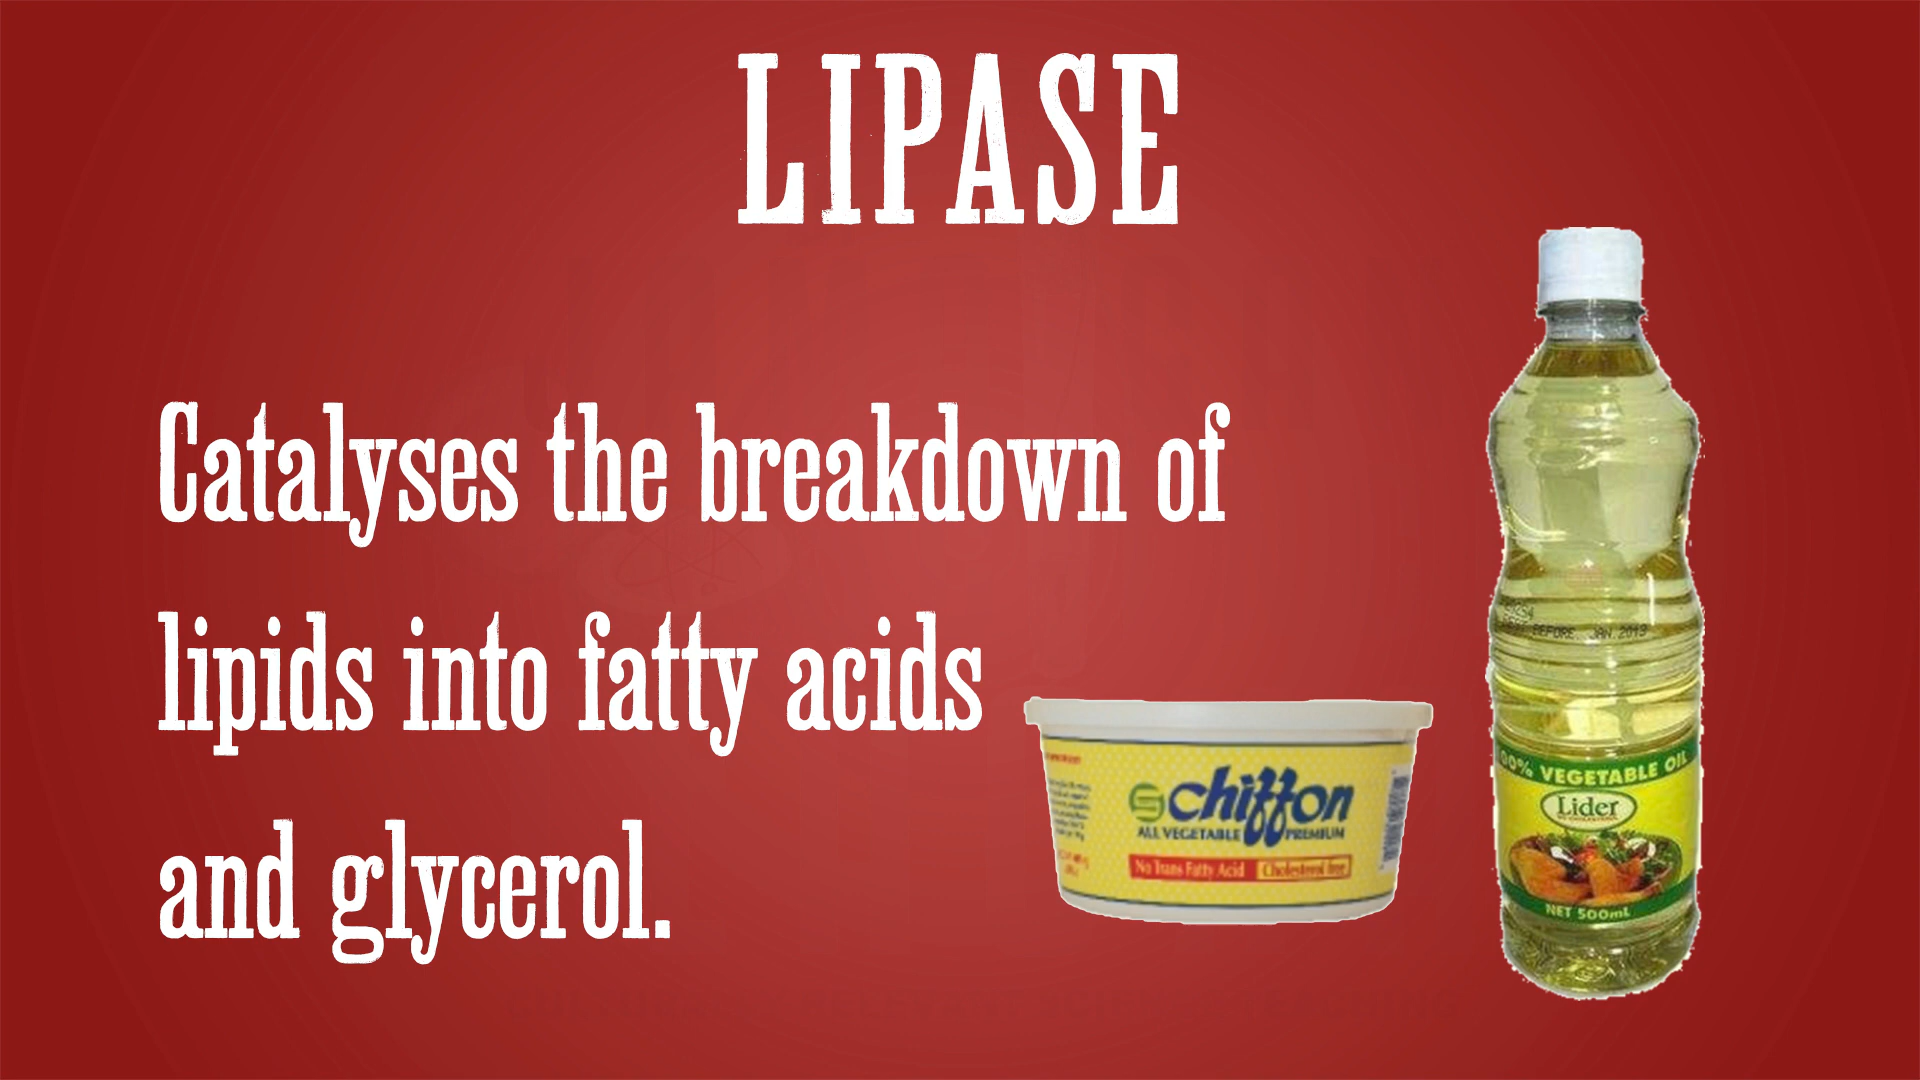 LIPASE
Catalyses the breakdown of
lipids into fatty acids
and glycerol.
chiffon
ALL VEGETABLE PREMIUM
No Trans Fatty Acid Cholesterol free
BEFORE JAN 2013
100% VEGETABLE OIL
Lider
NET 500mL